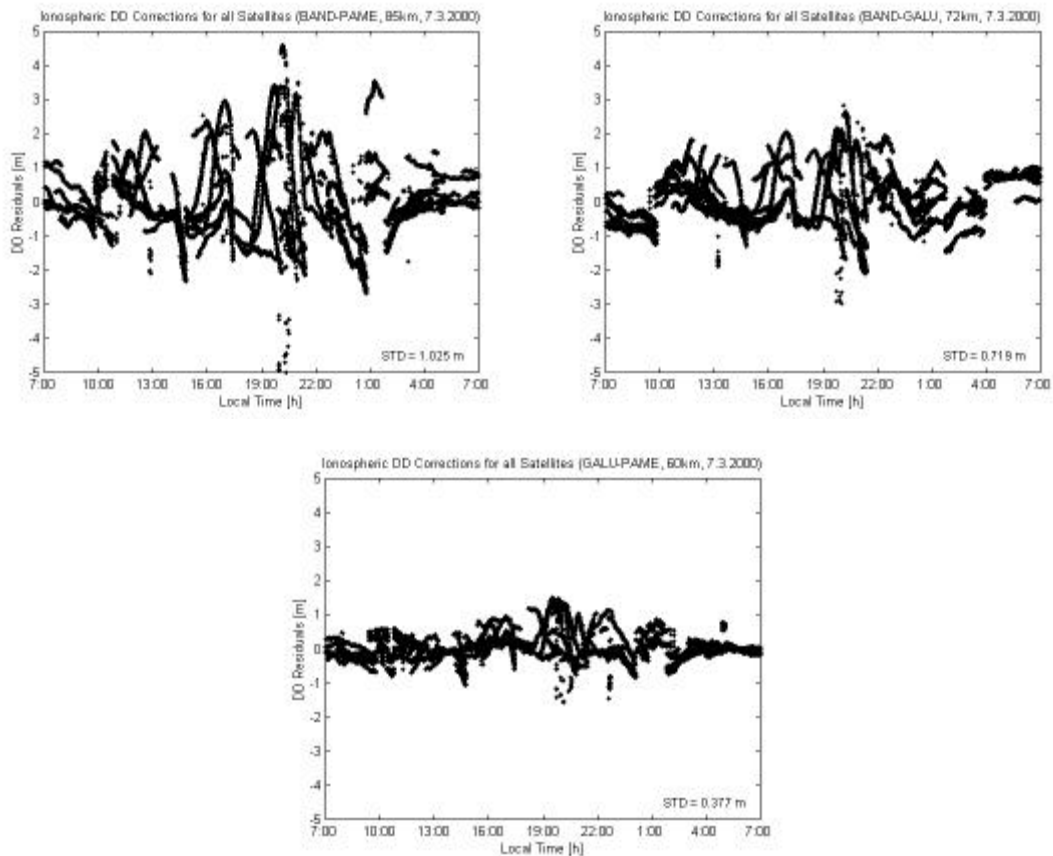 Ionospheric DD Corrections for all Satellites (BAND-PAME, 85km, 7.3.2000)
5
4
3
2
1
0
-1
-2
-3
-4
-5
DD Residuals [m]
STD = 1.025 m
7:00 10:00 13:00 16:00 19:00 22:00 1:00 4:00 7:00
Local Time [h]
Ionospheric DD Corrections for all Satellites (BAND-GALU, 72km, 7.3.2000)
5
4
3
2
1
0
-1
-2
-3
-4
-5
DD Residuals [m]
STD = 0.719 m
7:00 10:00 13:00 16:00 19:00 22:00 1:00 4:00 7:00
Local Time [h]
Ionospheric DD Corrections for all Satellites (GALU-PAME, 60km, 7.3.2000)
5
4
3
2
1
0
-1
-2
-3
-4
-5
DD Residuals [m]
STD = 0.377 m
7:00 10:00 13:00 16:00 19:00 22:00 1:00 4:00 7:00
Local Time [h]